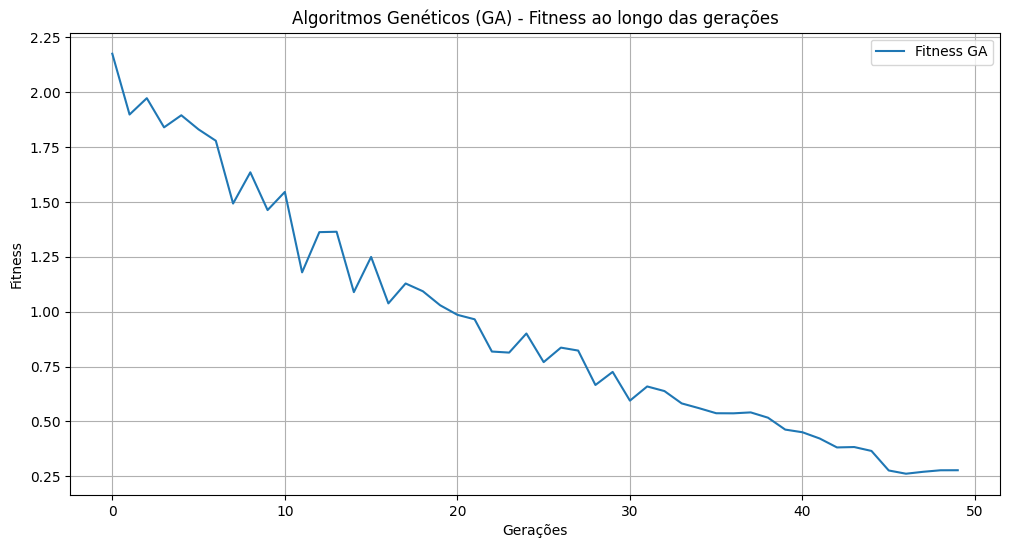 Algoritmos Genéticos (GA) - Fitness ao longo das gerações
Fitness GA
2.25
2.00
1.75
1.50
1.25
1.00
0.75
0.50
0.25
Fitness
0 10 20 30 40 50
Gerações